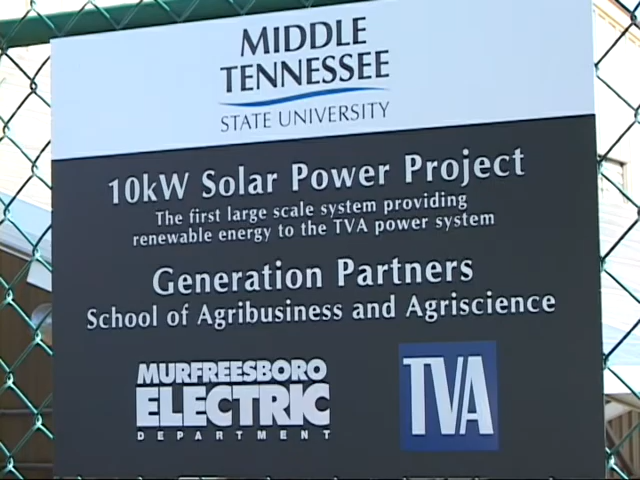 MIDDLE
TENNESSEE
STATE UNIVERSITY
10kW Solar Power Project
The first large scale system providing
renewable energy to the TVA power system
Generation Partners
School of Agribusiness and Agriscience
MURFREESBORO
ELECTRIC
DEPARTMENT
TVA